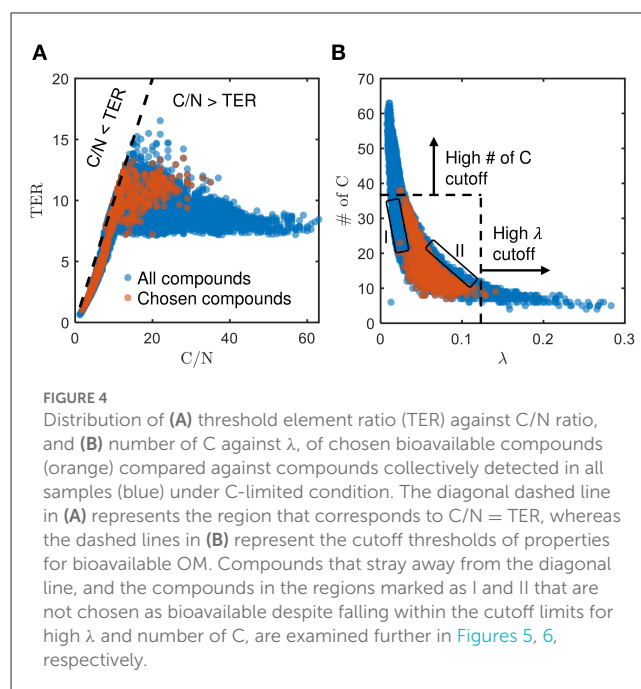 A
B
20
15
10
5
0
TER
0
20
40
60
C/N
C/N < TER
C/N > TER
All compounds
Chosen compounds
70
60
50
40
30
20
10
0
# of C
0
0.1
0.2
0.3
λ
High # of C
cutoff
High λ
cutoff
I
II
FIGURE 4
Distribution of (A) threshold element ratio (TER) against C/N ratio,
and (B) number of C against λ, of chosen bioavailable compounds
(orange) compared against compounds collectively detected in all
samples (blue) under C-limited condition. The diagonal dashed line
in (A) represents the region that corresponds to C/N = TER, whereas
the dashed lines in (B) represent the cutoff thresholds of properties
for bioavailable OM. Compounds that stray away from the diagonal
line, and the compounds in the regions marked as I and II that are
not chosen as bioavailable despite falling within the cutoff limits for
high λ and number of C, are examined further in Figures 5, 6,
respectively.